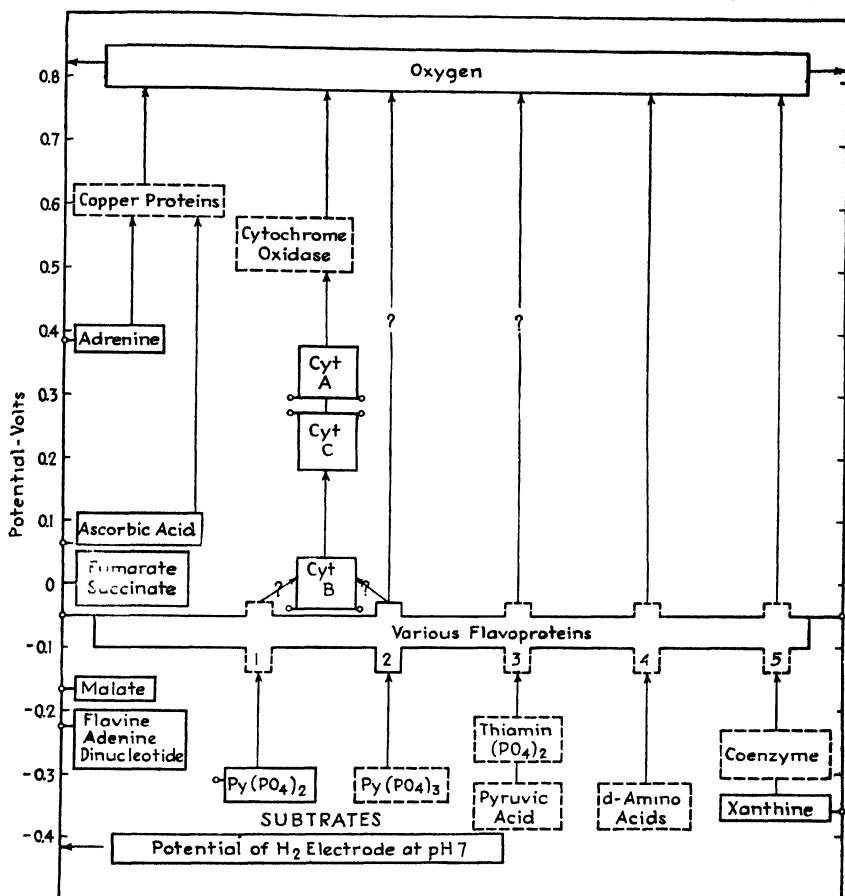 Oxygen
0.8
0.7
0.6
0.5
0.4
0.3
0.2
0.1
0
-0.1
-0.2
-0.3
-0.4
Potential-Volts
Copper Proteins
Cytochrome
Oxidase
?
?
Adrenine
Cyt
A
Cyt
C
Ascorbic Acid
Fumarate
Succinate
?
Cyt
B
?
Various Flavoproteins
1
2
3
4
5
Malate
Flavine
Adenine
Dinucleotide
Thiamin
(PO4)2
Coenzyme
Py(PO4)2
Py(PO4)3
Pyruvic
Acid
d-Amino
Acids
Xanthine
SUBTRATES
Potential of H2 Electrode at pH 7